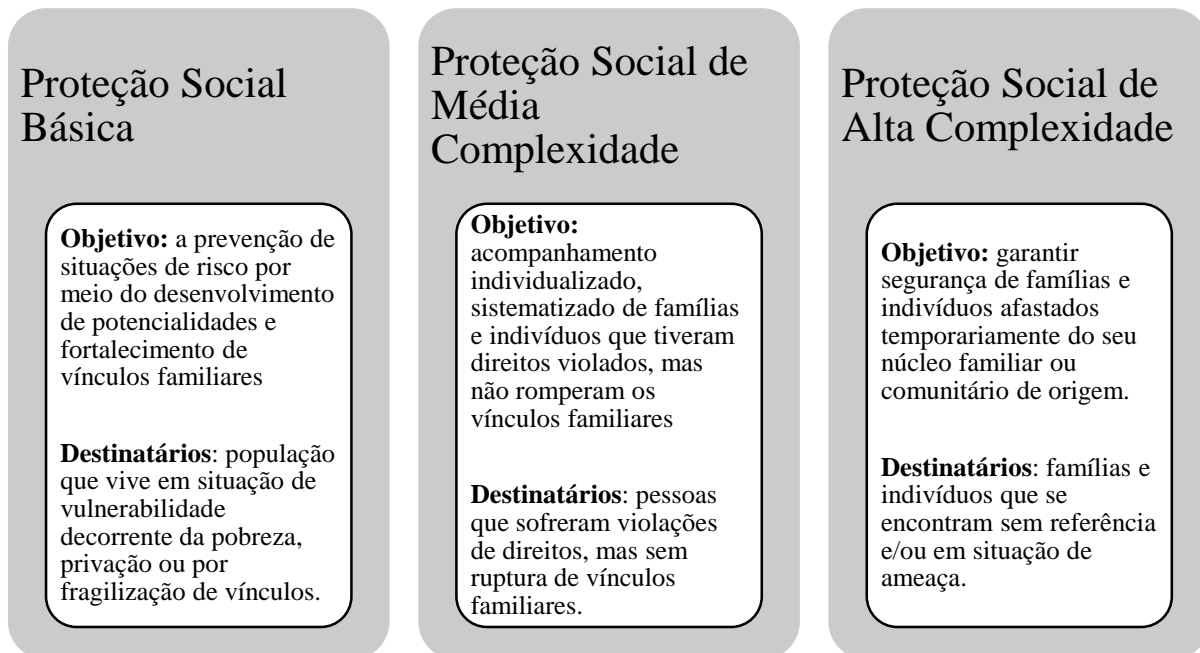 Proteção Social
Básica
Objetivo: a prevenção de
situações de risco por
meio do desenvolvimento
de potencialidades e
fortalecimento de
vínculos familiares
Destinatários: população
que vive em situação de
vulnerabilidade
decorrente da pobreza,
privação ou por
fragilização de vínculos.
Proteção Social de
Média
Complexidade
Objetivo:
acompanhamento
individualizado,
sistematizado de famílias
e indivíduos que tiveram
direitos violados, mas
não romperam os
vínculos familiares
Destinatários: pessoas
que sofreram violações
de direitos, mas sem
ruptura de vínculos
familiares.
Proteção Social de
Alta Complexidade
Objetivo: garantir
segurança de famílias e
indivíduos afastados
temporariamente do seu
núcleo familiar ou
comunitário de origem.
Destinatários: famílias e
indivíduos que se
encontram sem referência
e/ou em situação de
ameaça.